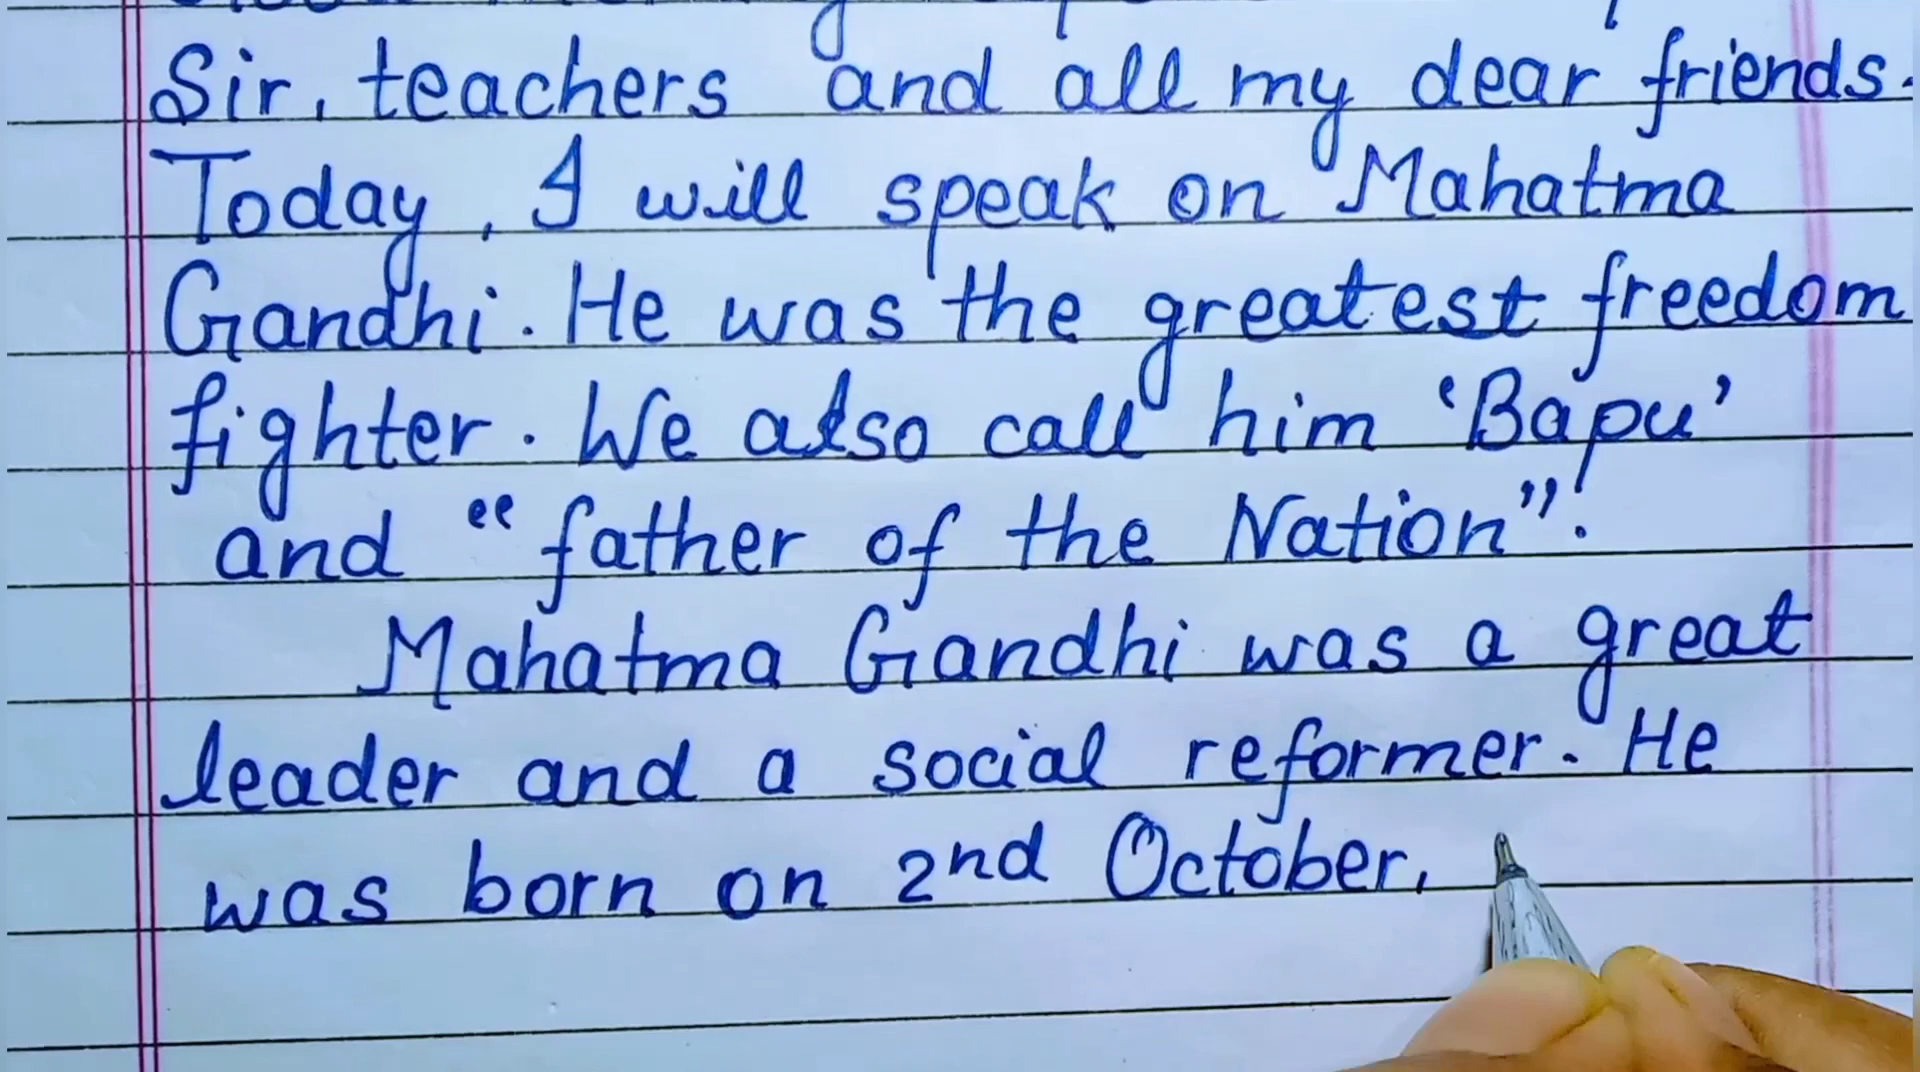 Sir, teachers and all my dear friends.
Today, I will speak on Mahatma
Gandhi. He was the greatest freedom
fighter. We also call him ‘Bapu’
and “father of the Nation”.
Mahatma Gandhi was a great
leader and a social reformer. He
was born on 2nd October,